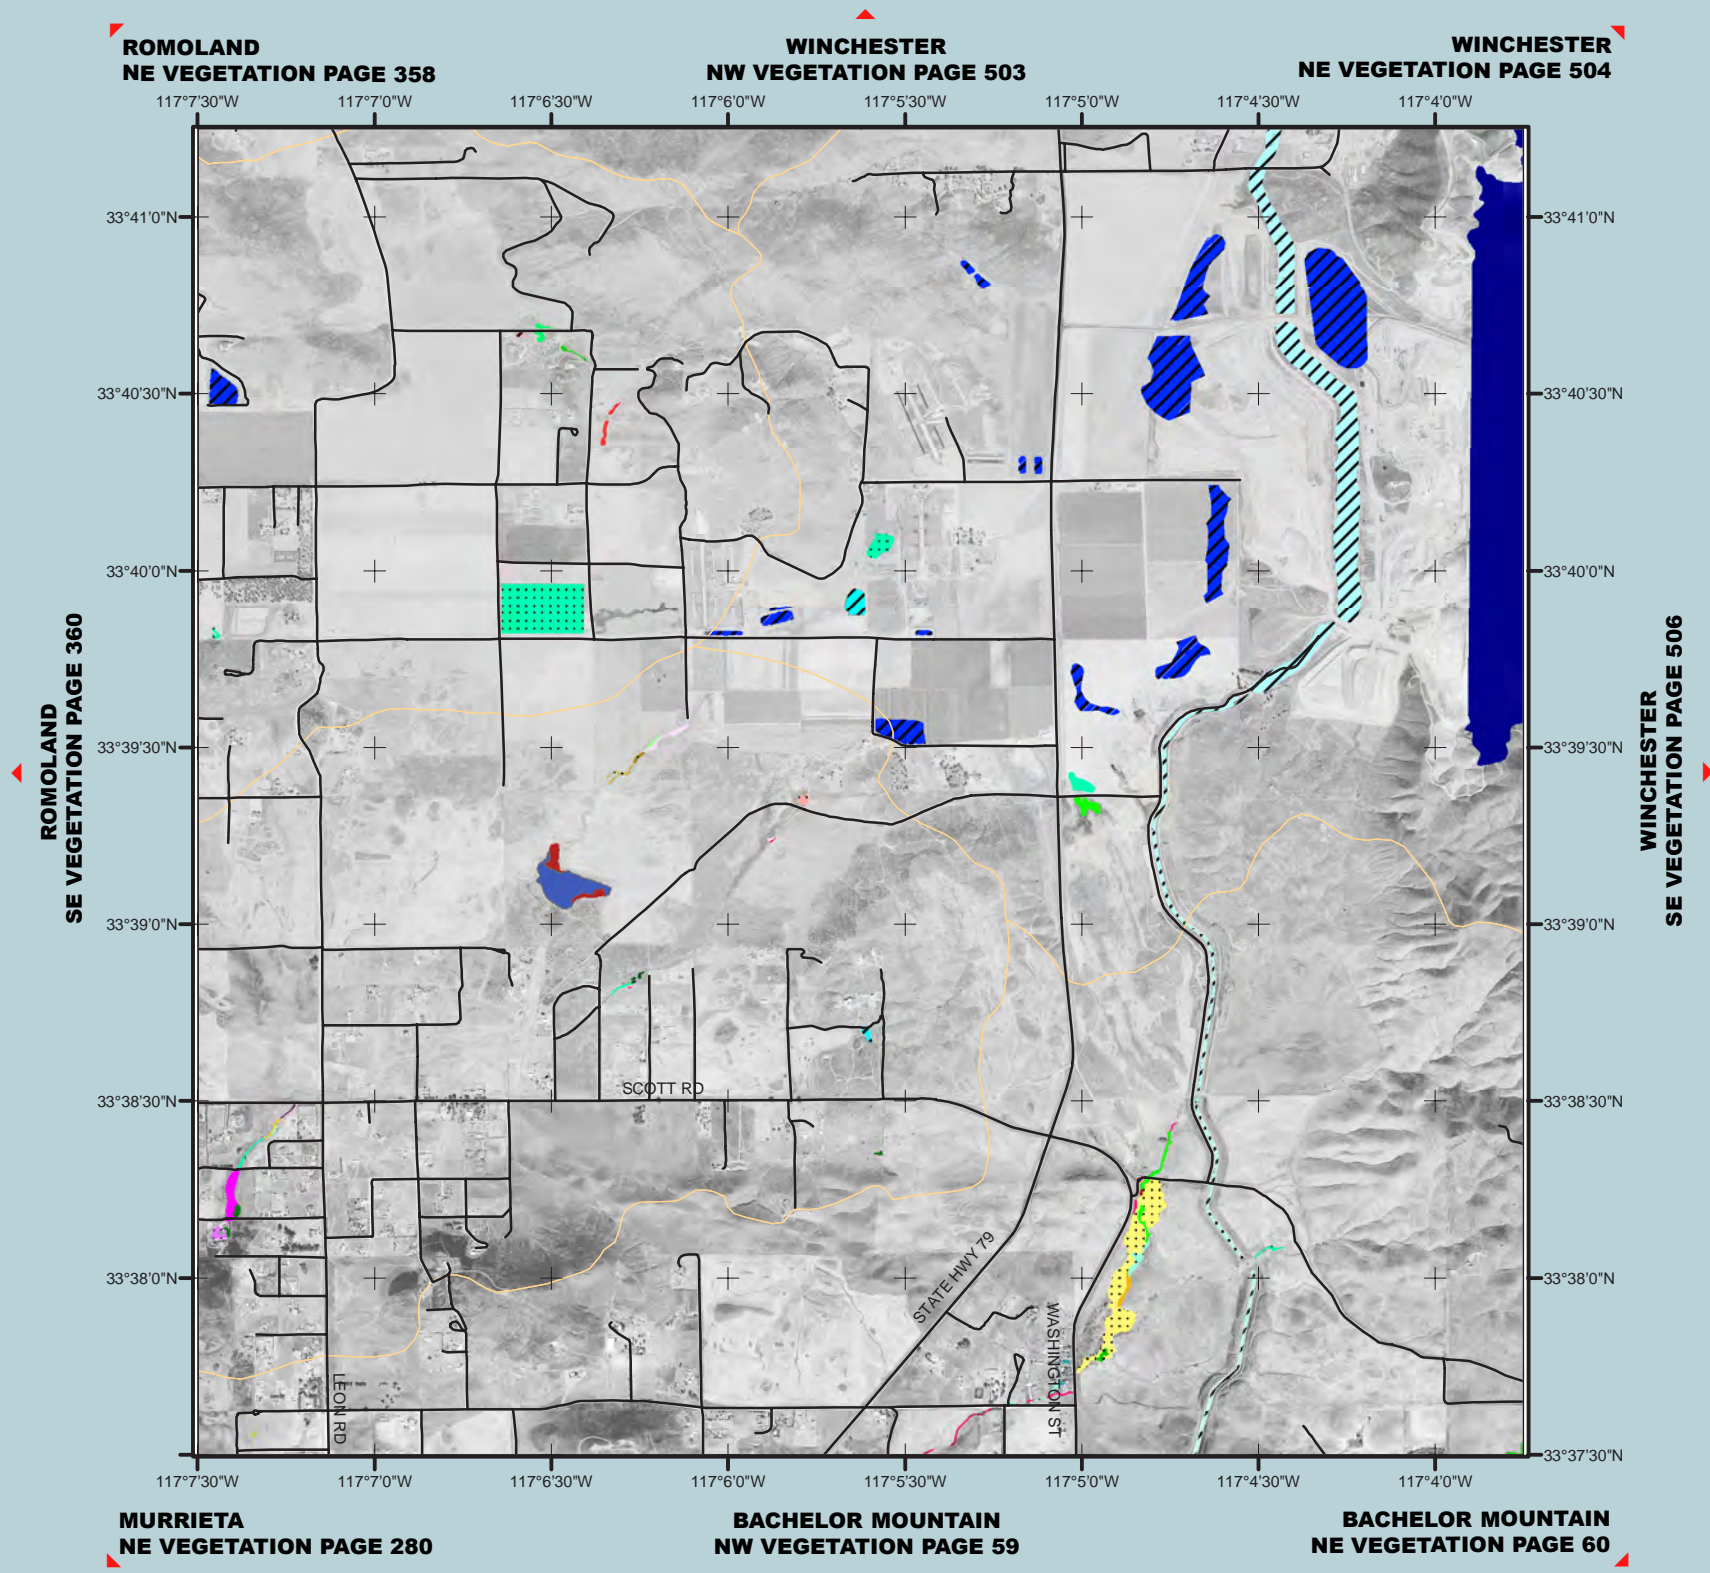 ROMOLAND
NE VEGETATION PAGE 358
WINCHESTER
NW VEGETATION PAGE 503
WINCHESTER
NE VEGETATION PAGE 504
117°7'30"W
117°7'0"W
117°6'30"W
117°6'0"W
117°5'30"W
117°5'0"W
117°4'30"W
117°4'0"W
33°41'0"N
33°41'0"N
33°40'30"N
33°40'30"N
33°40'0"N
33°40'0"N
ROMOLAND
SE VEGETATION PAGE 360
WINCHESTER
SE VEGETATION PAGE 506
33°39'30"N
33°39'30"N
33°39'0"N
33°39'0"N
SCOTT RD
33°38'30"N
33°38'30"N
STATE HWY 79
33°38'0"N
33°38'0"N
WASHINGTON ST
LEON RD
33°37'30"N
117°7'30"W
117°7'0"W
117°6'30"W
117°6'0"W
117°5'30"W
117°5'0"W
117°4'30"W
117°4'0"W
MURRIETA
NE VEGETATION PAGE 280
BACHELOR MOUNTAIN
NW VEGETATION PAGE 59
BACHELOR MOUNTAIN
NE VEGETATION PAGE 60